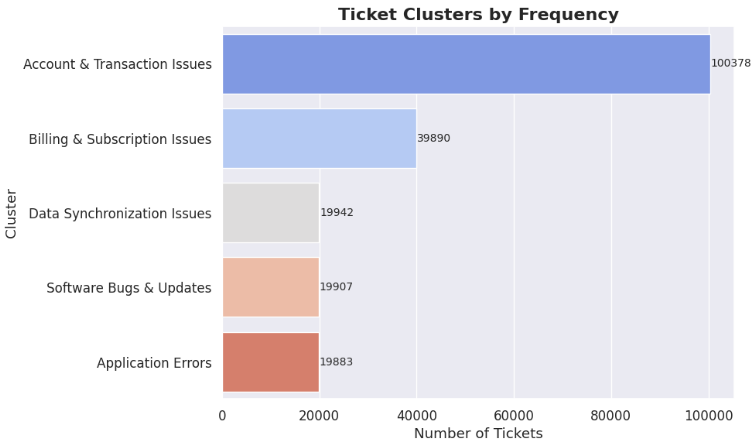 Ticket Clusters by Frequency
Account & Transaction Issues
100378
Billing & Subscription Issues
39890
Data Synchronization Issues
19942
Software Bugs & Updates
19907
Application Errors
19883
Cluster
0 20000 40000 60000 80000 100000
Number of Tickets